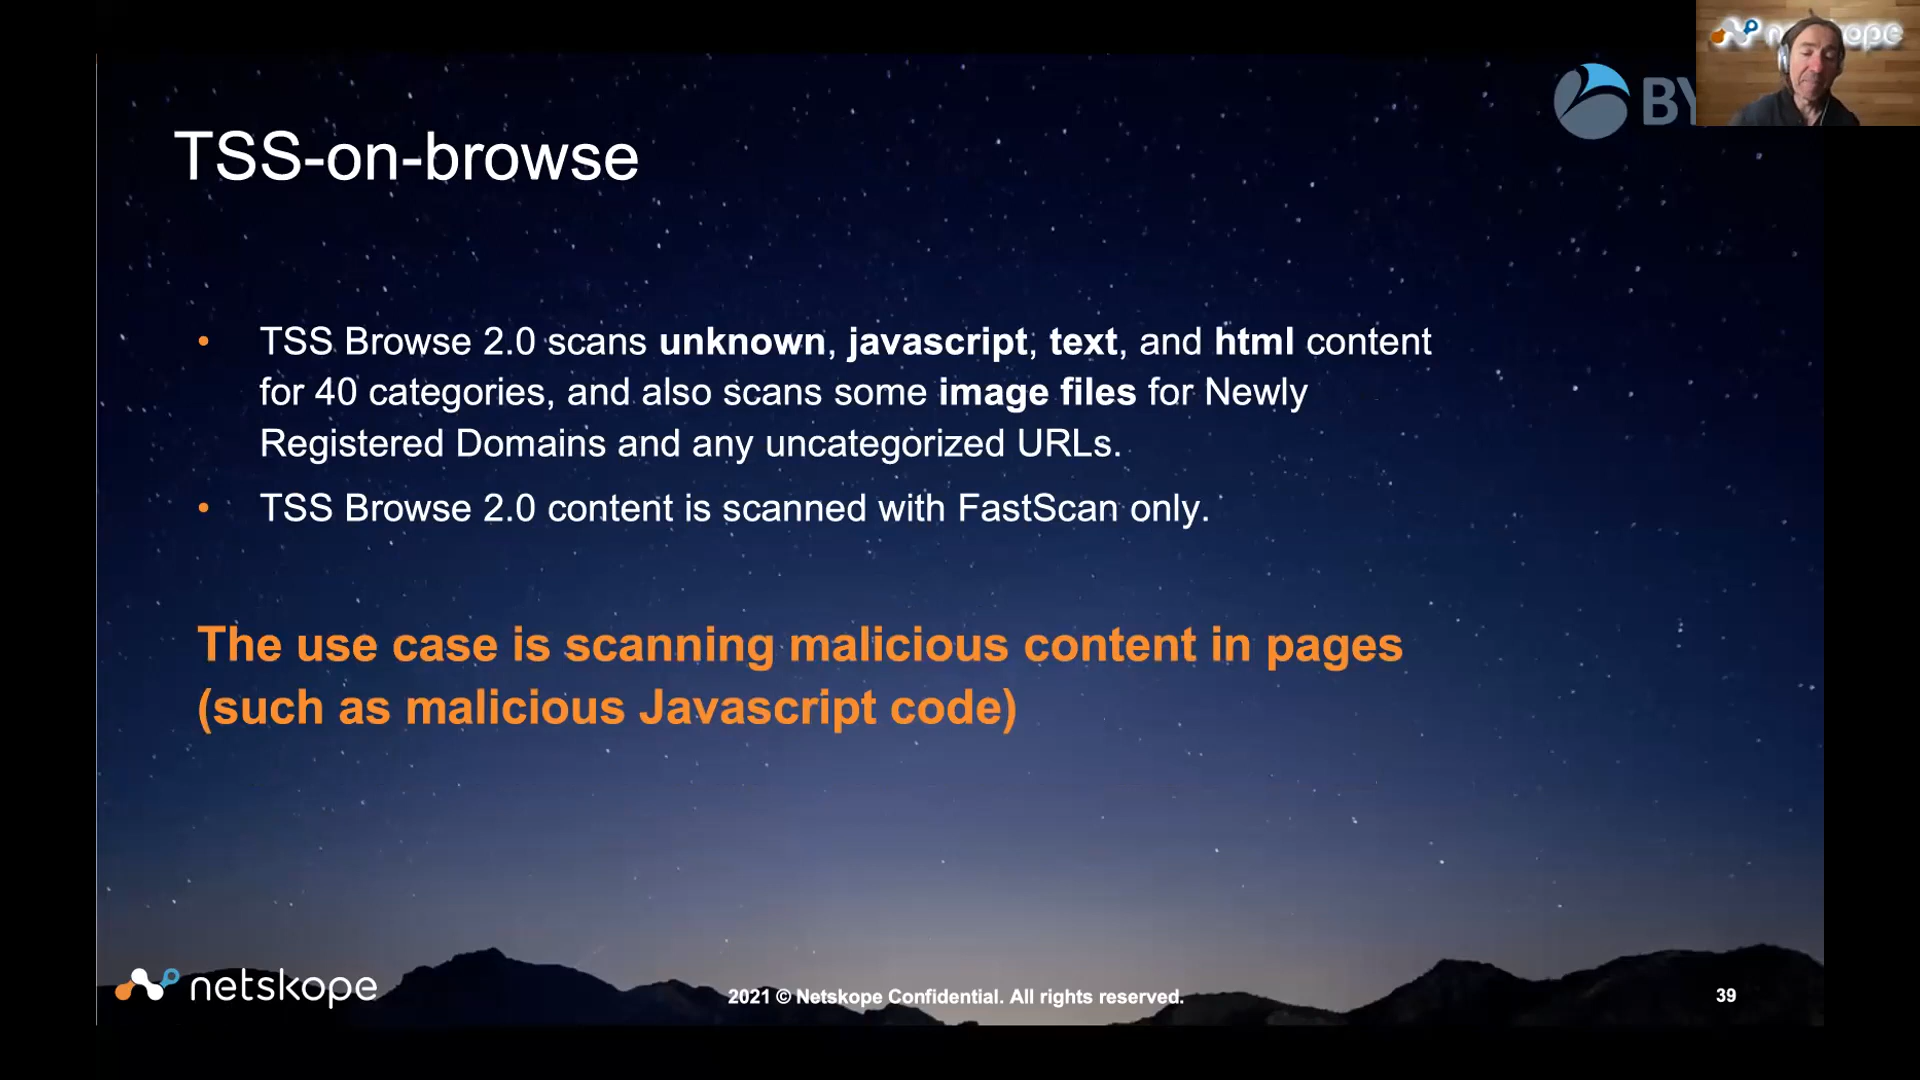 netskope
BY
TSS-on-browse
• TSS Browse 2.0 scans unknown, javascript, text, and html content
for 40 categories, and also scans some image files for Newly
Registered Domains and any uncategorized URLs.
• TSS Browse 2.0 content is scanned with FastScan only.
The use case is scanning malicious content in pages
(such as malicious Javascript code)
netskope
2021 © Netskope Confidential. All rights reserved.
39